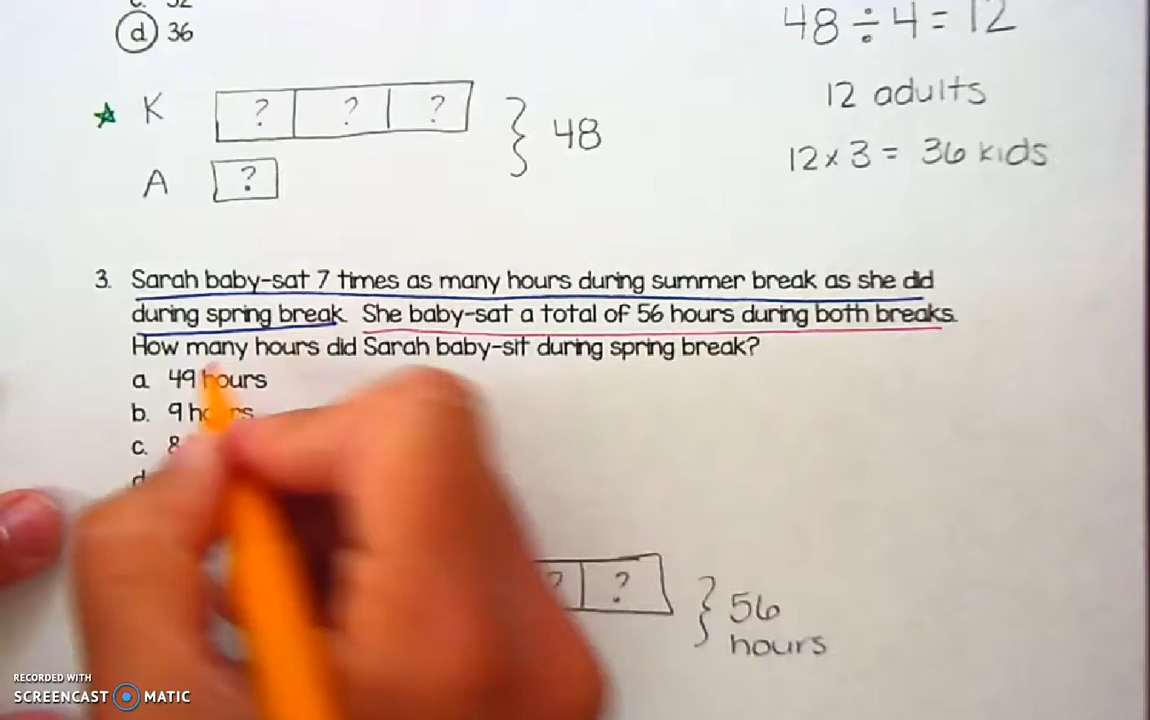 c. 32
d 36
48 ÷ 4 = 12
12 adults
12 x 3 = 36 kids
K ? ? ? 48
A ?
3. Sarah baby-sat 7 times as many hours during summer break as she did
during spring break. She baby-sat a total of 56 hours during both breaks.
How many hours did Sarah baby-sit during spring break?
a. 49 hours
b. 9
c. 8
d.
? ? 56
hours
RECORDED WITH
SCREENCAST MATIC